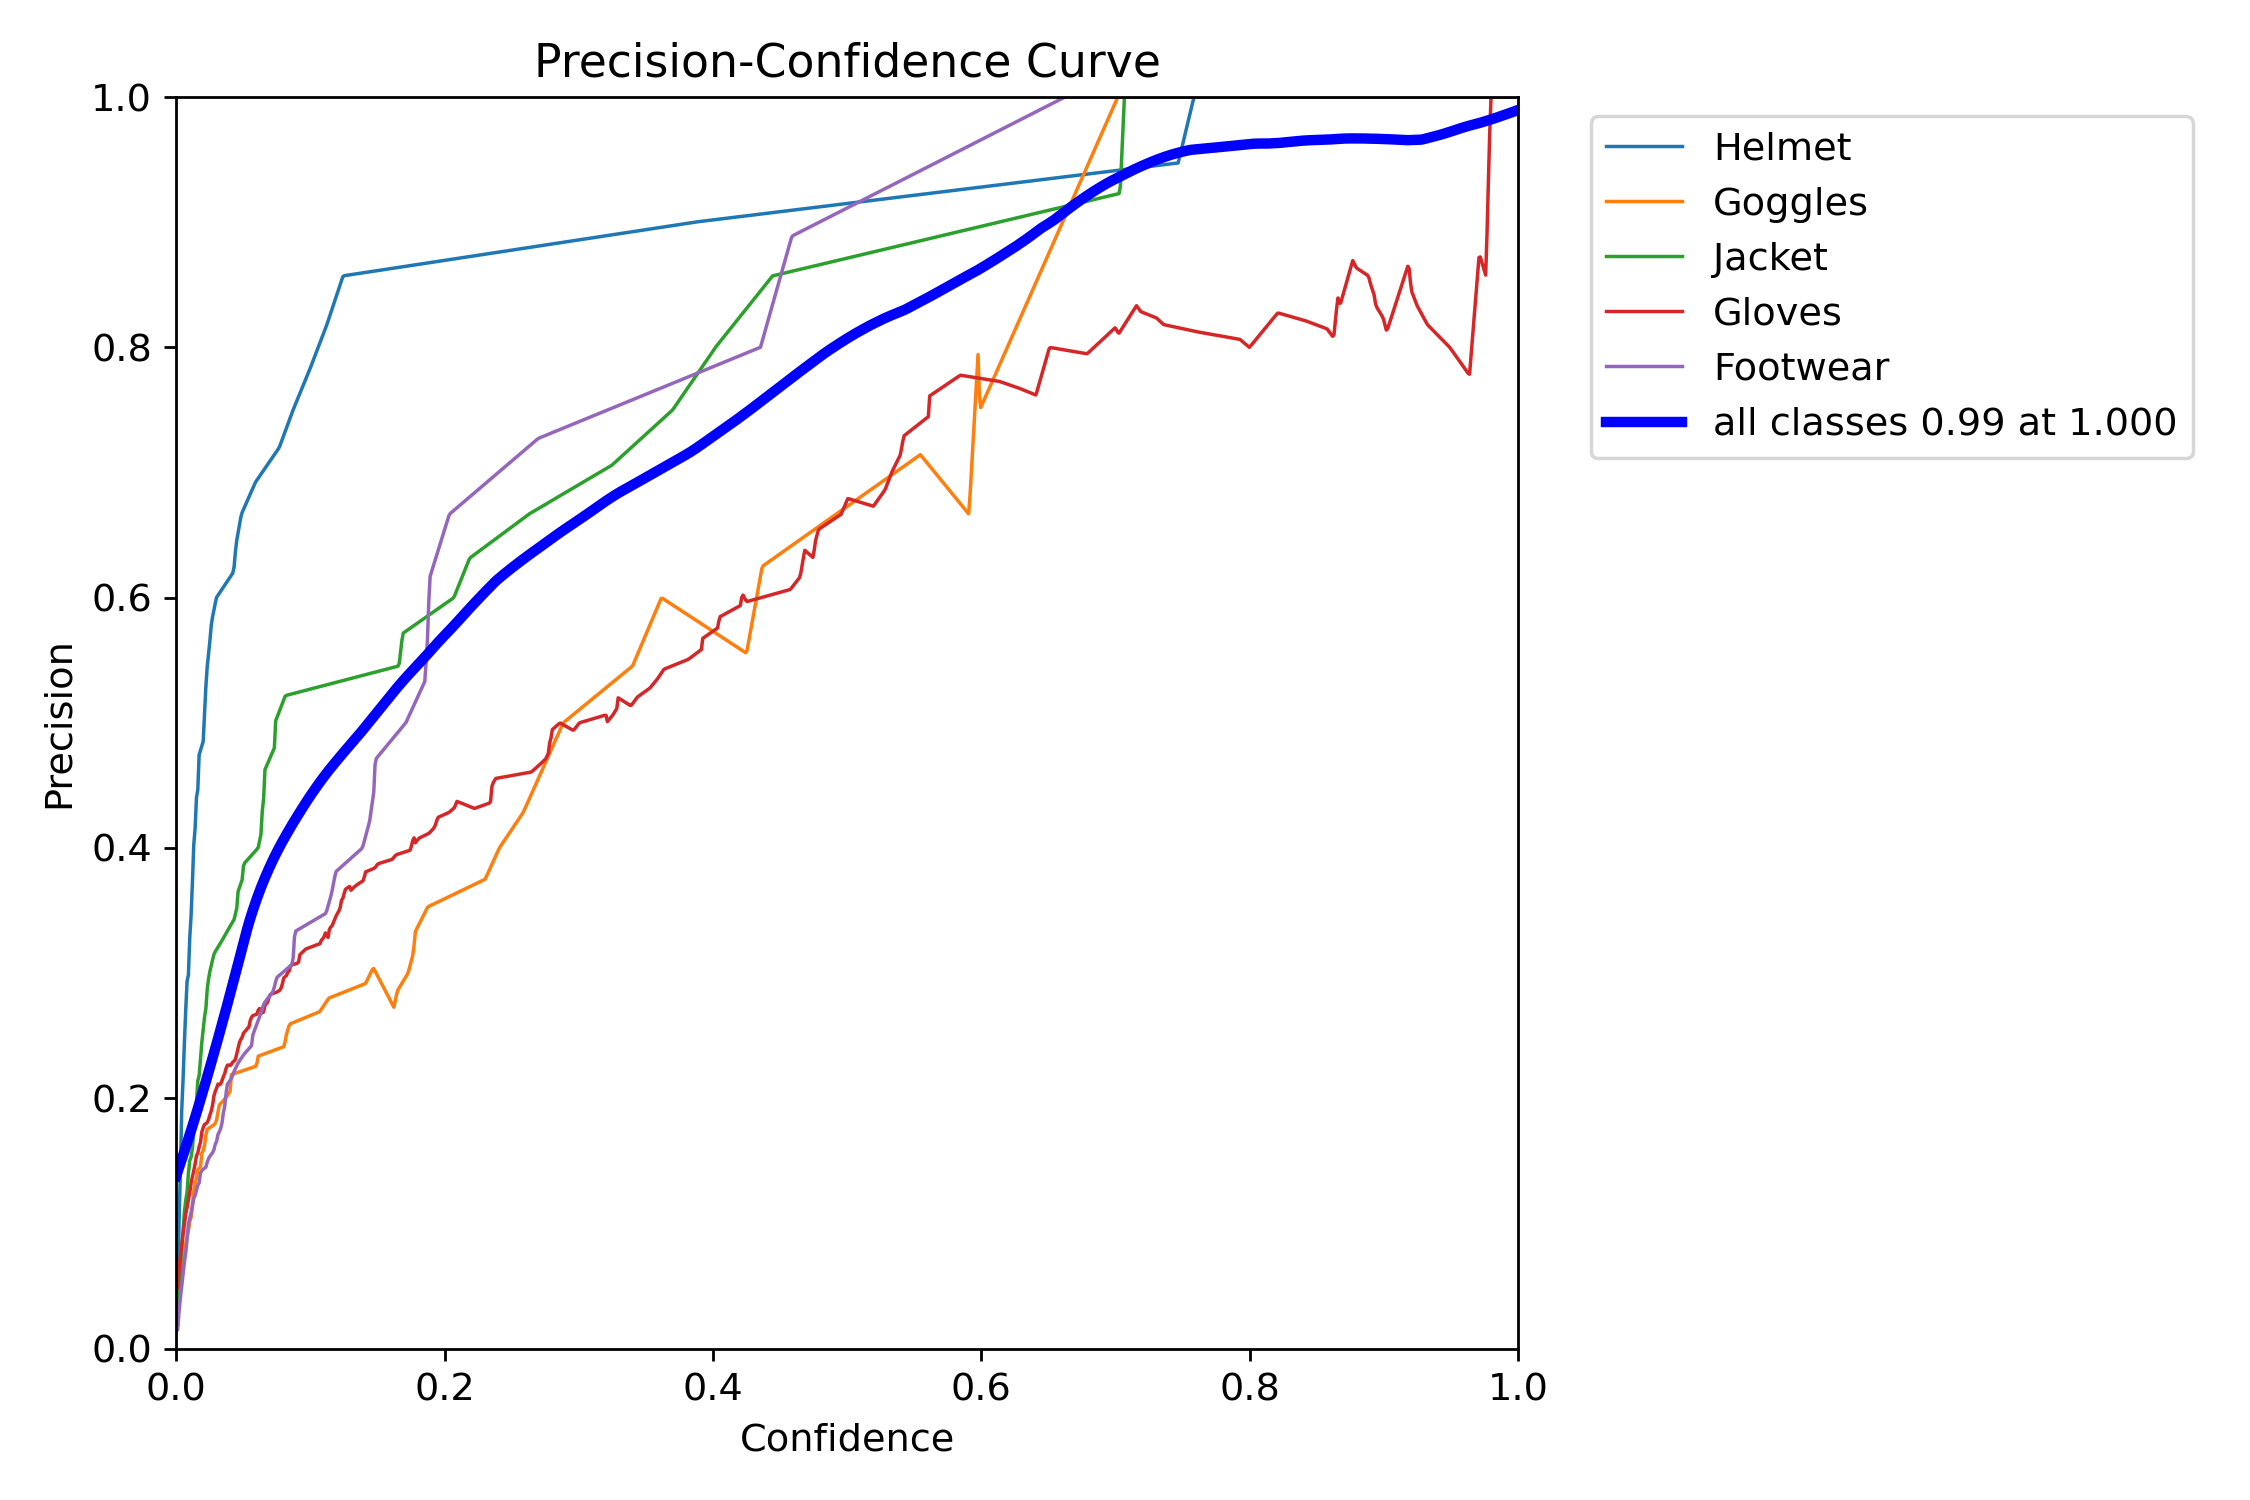 Precision-Confidence Curve
1.0
0.8
0.6
0.4
0.2
0.0
Precision
0.0 0.2 0.4 0.6 0.8 1.0
Confidence
Helmet
Goggles
Jacket
Gloves
Footwear
all classes 0.99 at 1.000